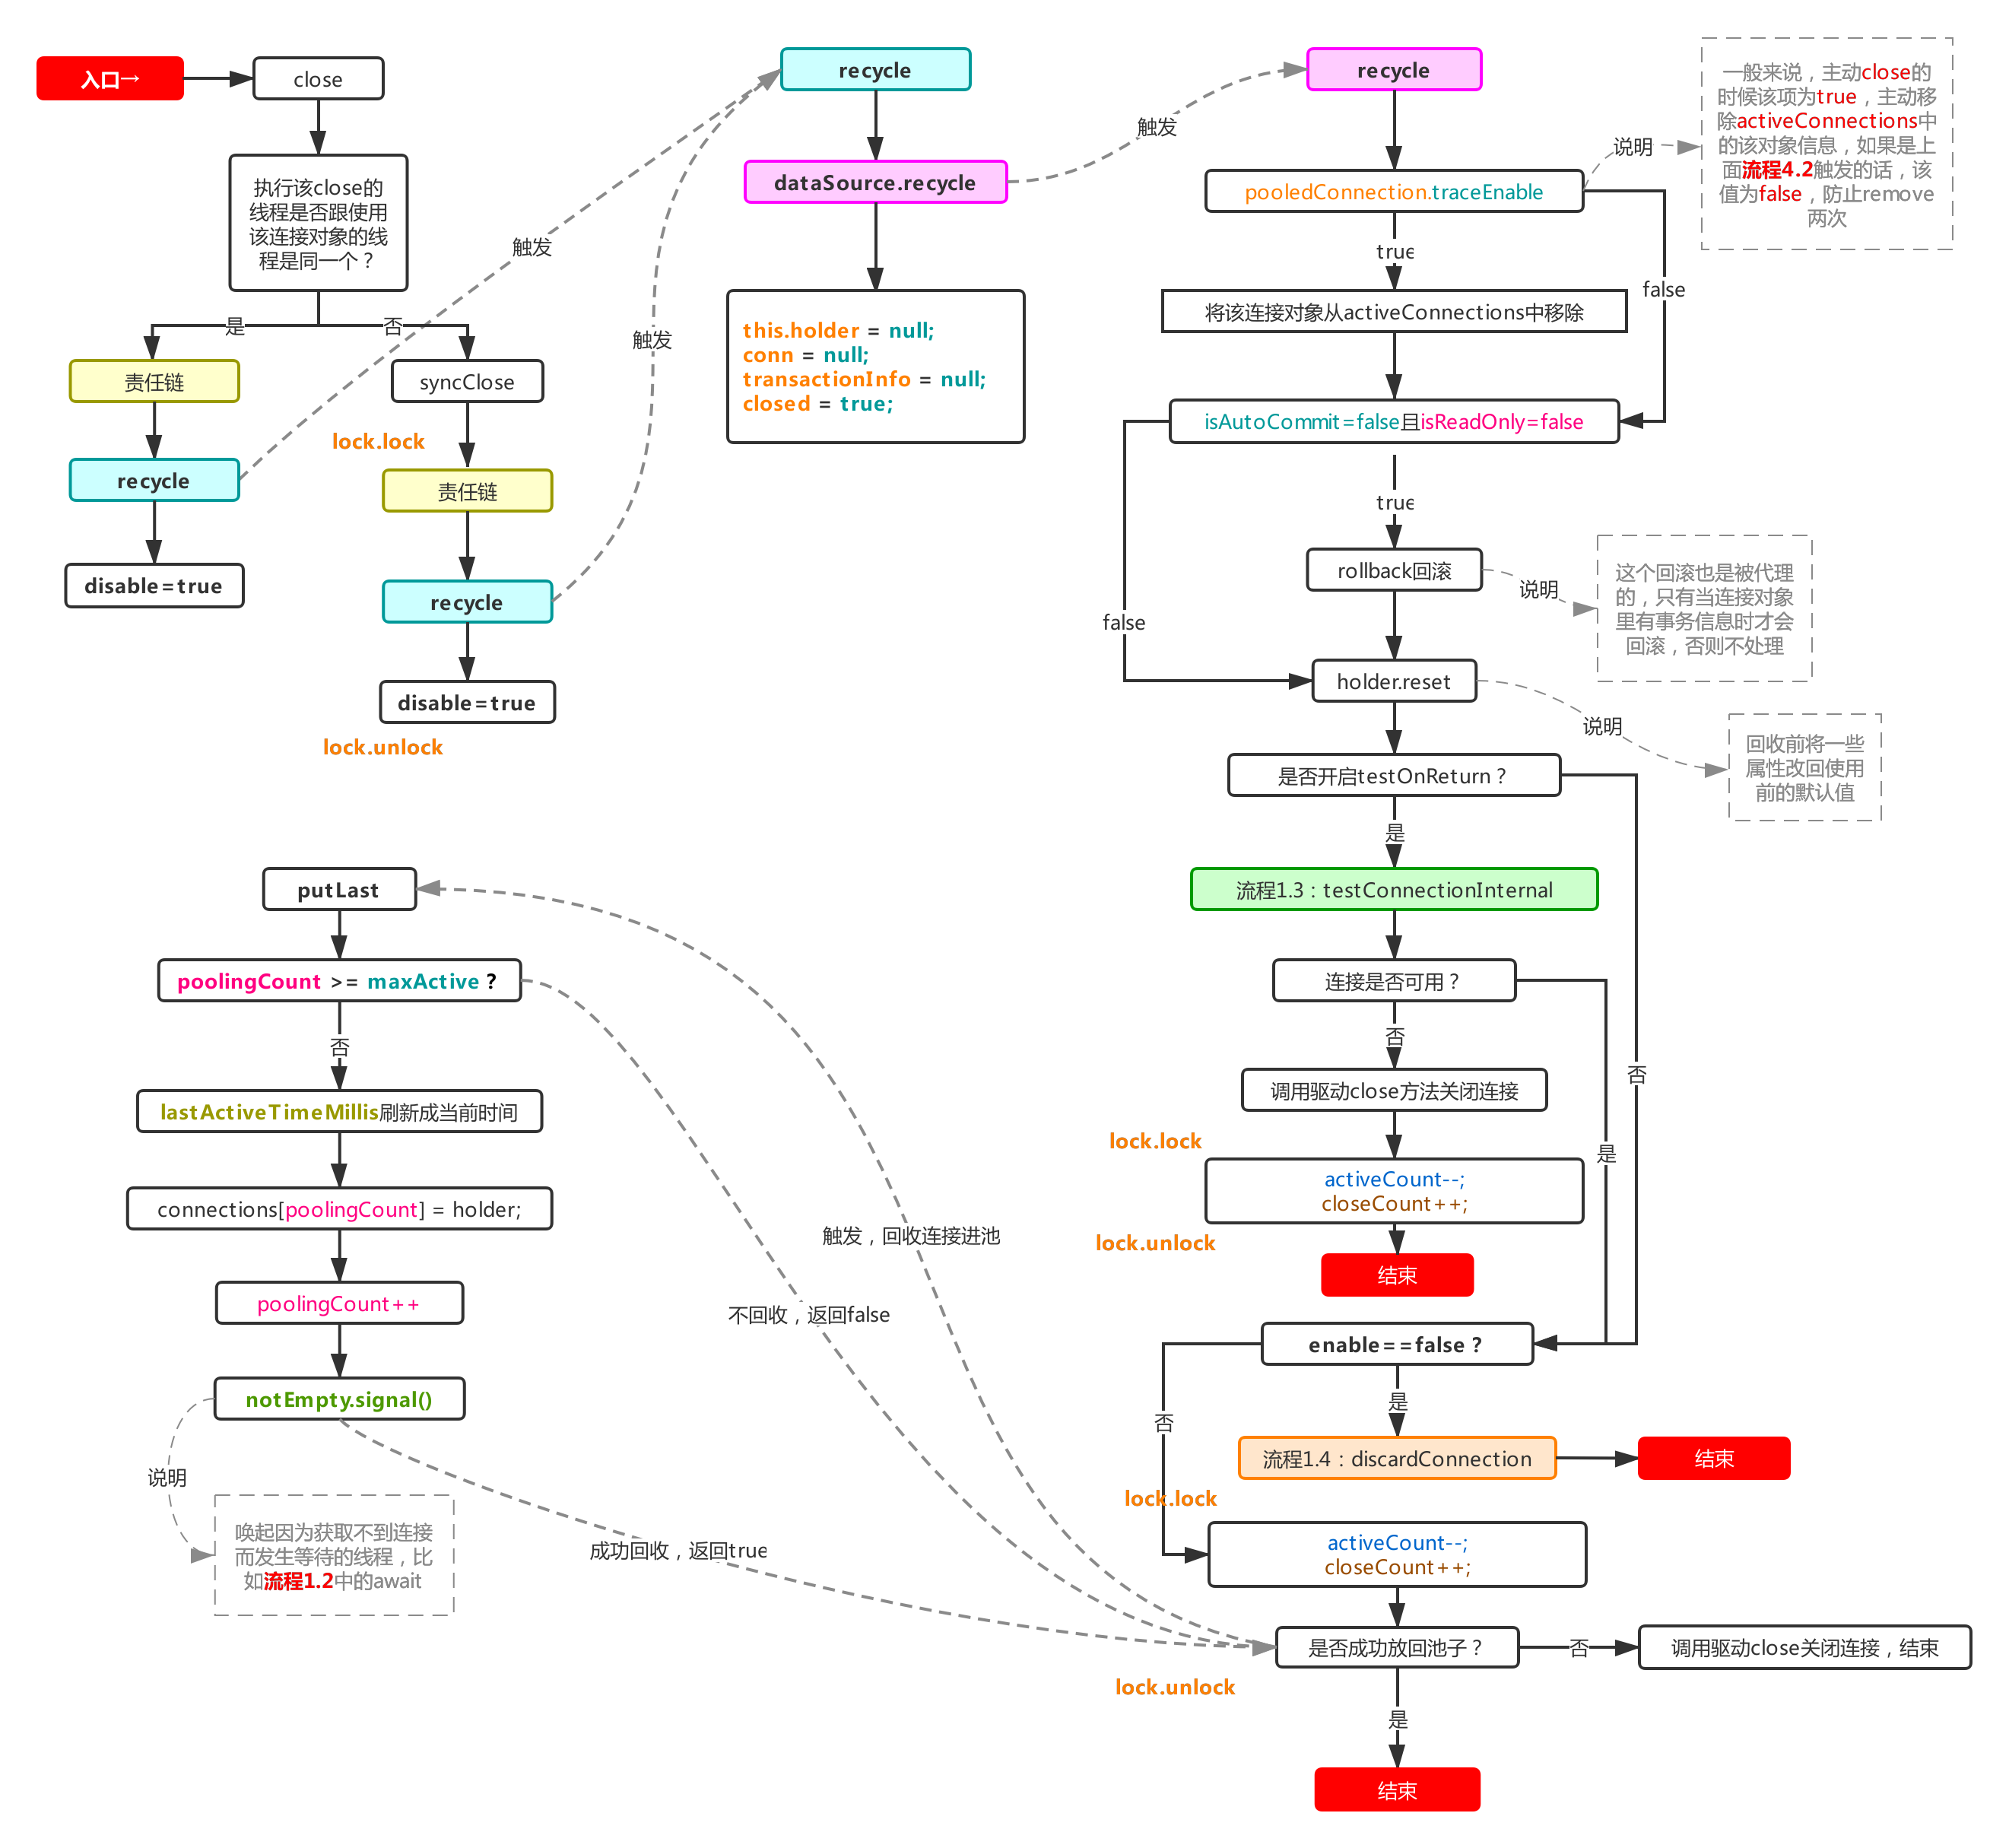 入口→
close
执行该close的
线程是否跟使用
该连接对象的线
程是同一个？
是
否
责任链
syncClose
lock.lock
recycle
责任链
disable=true
recycle
disable=true
lock.unlock
触发
触发
recycle
dataSource.recycle
this.holder = null;
conn = null;
transactionInfo = null;
closed = true;
触发
recycle
pooledConnection.traceEnable
说明
一般来说，主动close的
时候该项为true，主动移
除activeConnections中
的该对象信息，如果是上
面流程4.2触发的话，该
值为false，防止remove
两次
true
false
将该连接对象从activeConnections中移除
isAutoCommit=false且isReadOnly=false
true
false
rollback回滚
说明
这个回滚也是被代理
的，只有当连接对象
里有事务信息时才会
回滚，否则不处理
holder.reset
说明
回收前将一些
属性改回使用
前的默认值
是否开启testOnReturn？
是
否
流程1.3：testConnectionInternal
连接是否可用？
否
是
调用驱动close方法关闭连接
lock.lock
activeCount--;
closeCount++;
lock.unlock
结束
enable==false？
是
否
流程1.4：discardConnection
结束
lock.lock
activeCount--;
closeCount++;
是否成功放回池子？
否
调用驱动close关闭连接，结束
lock.unlock
是
结束
putLast
poolingCount >= maxActive？
否
lastActiveTimeMillis刷新成当前时间
connections[poolingCount] = holder;
poolingCount++
notEmpty.signal()
说明
唤起因为获取不到连接
而发生等待的线程，比
如流程1.2中的await
触发，回收连接进池
不回收，返回false
成功回收，返回true